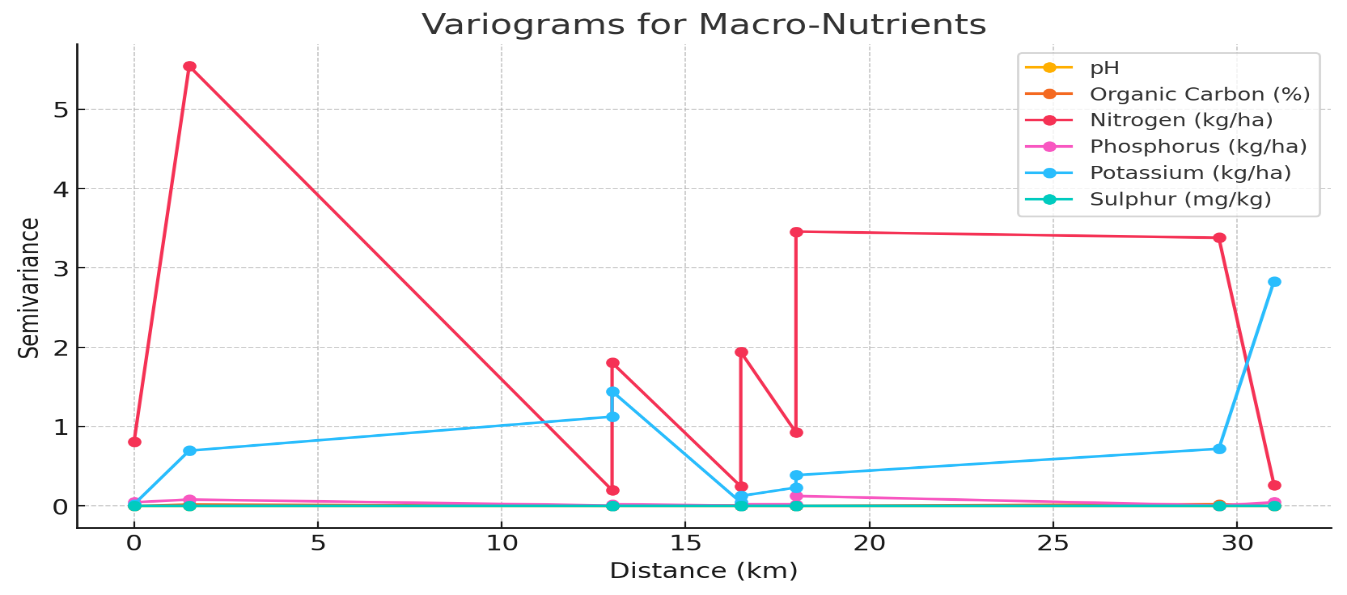 Variograms for Macro-Nutrients
pH
Organic Carbon (%)
Nitrogen (kg/ha)
Phosphorus (kg/ha)
Potassium (kg/ha)
Sulphur (mg/kg)
Semivariance
5
4
3
2
1
0
0 5 10 15 20 25 30
Distance (km)